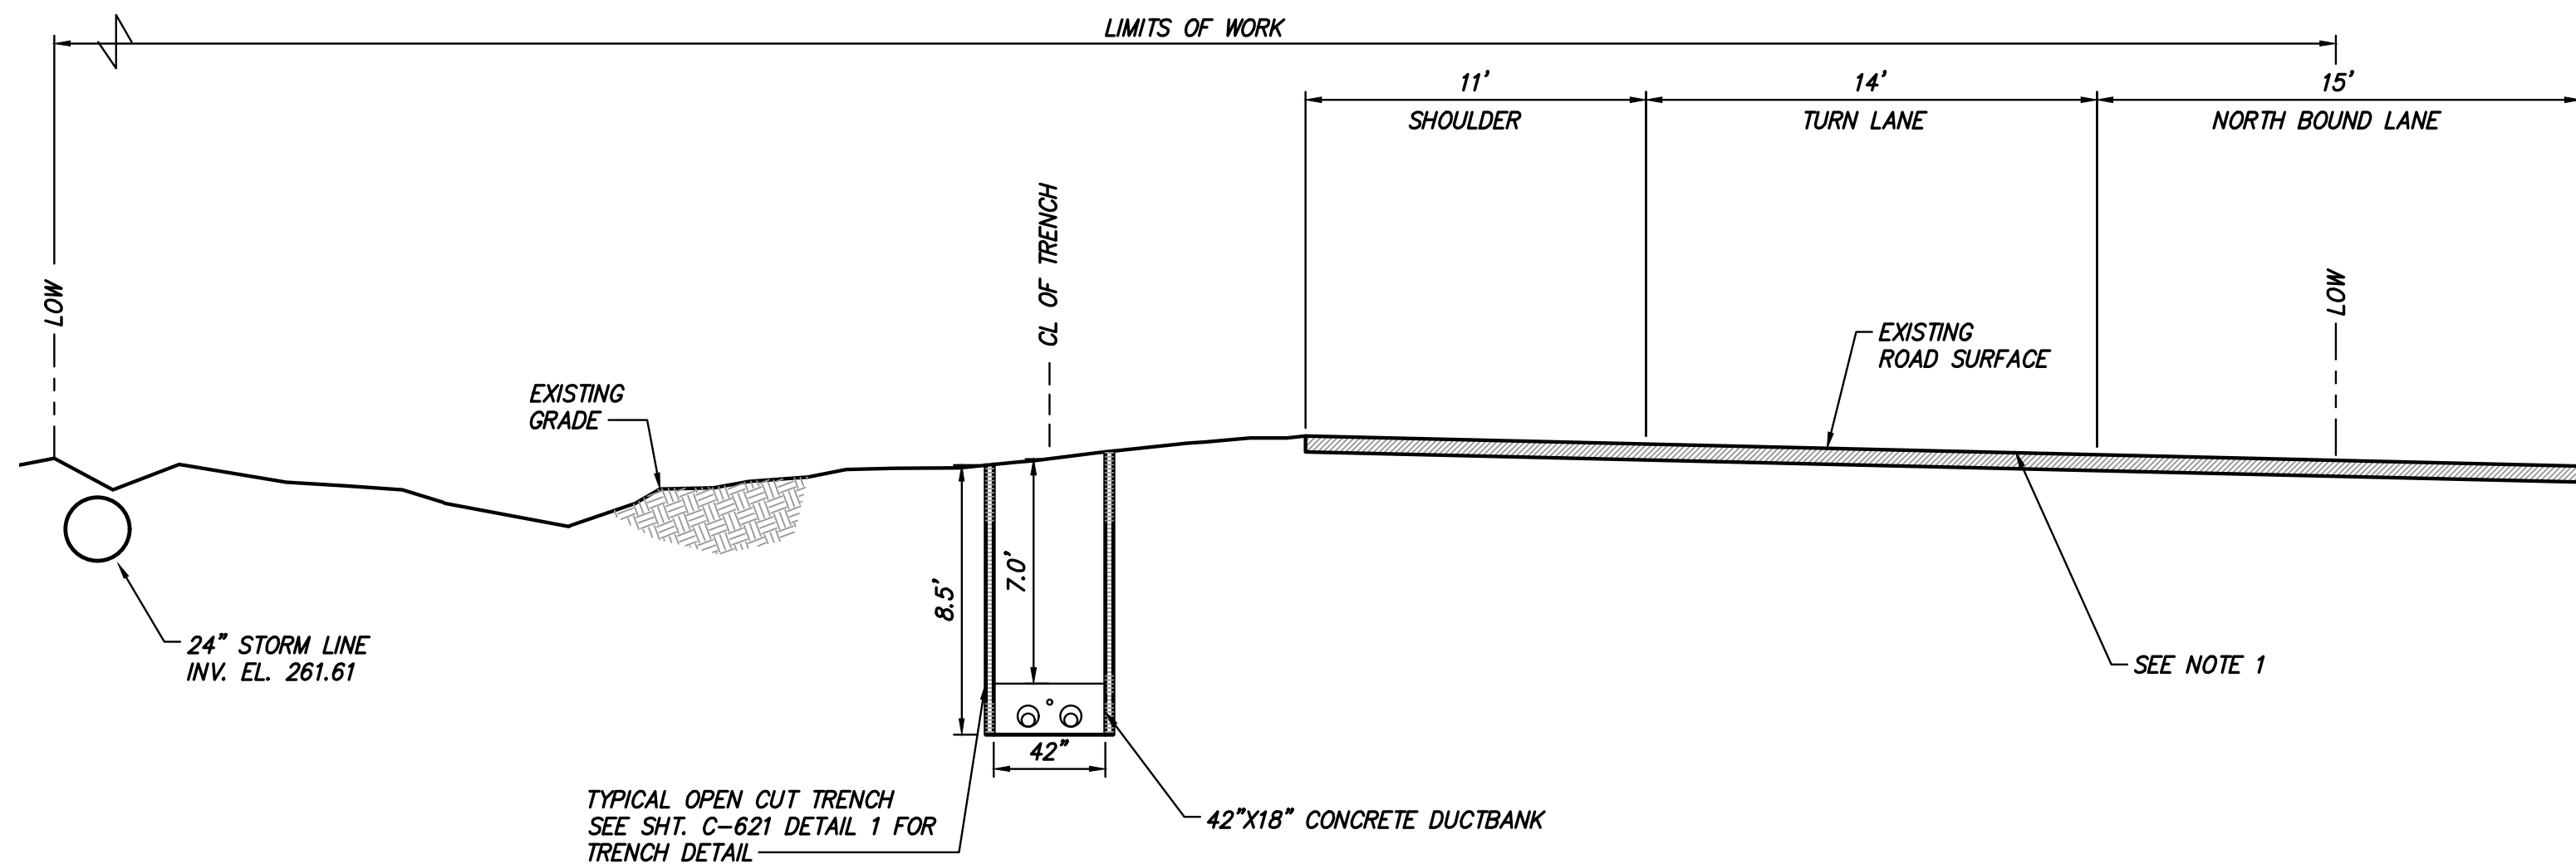 LIMITS OF WORK
11'
14'
15'
SHOULDER
TURN LANE
NORTH BOUND LANE
LOW
CL OF TRENCH
LOW
EXISTING
ROAD SURFACE
EXISTING
GRADE
8.5'
7.0'
24" STORM LINE
INV. EL. 261.61
SEE NOTE 1
42"
TYPICAL OPEN CUT TRENCH
SEE SHT. C-621 DETAIL 1 FOR
TRENCH DETAIL
42"X18" CONCRETE DUCTBANK